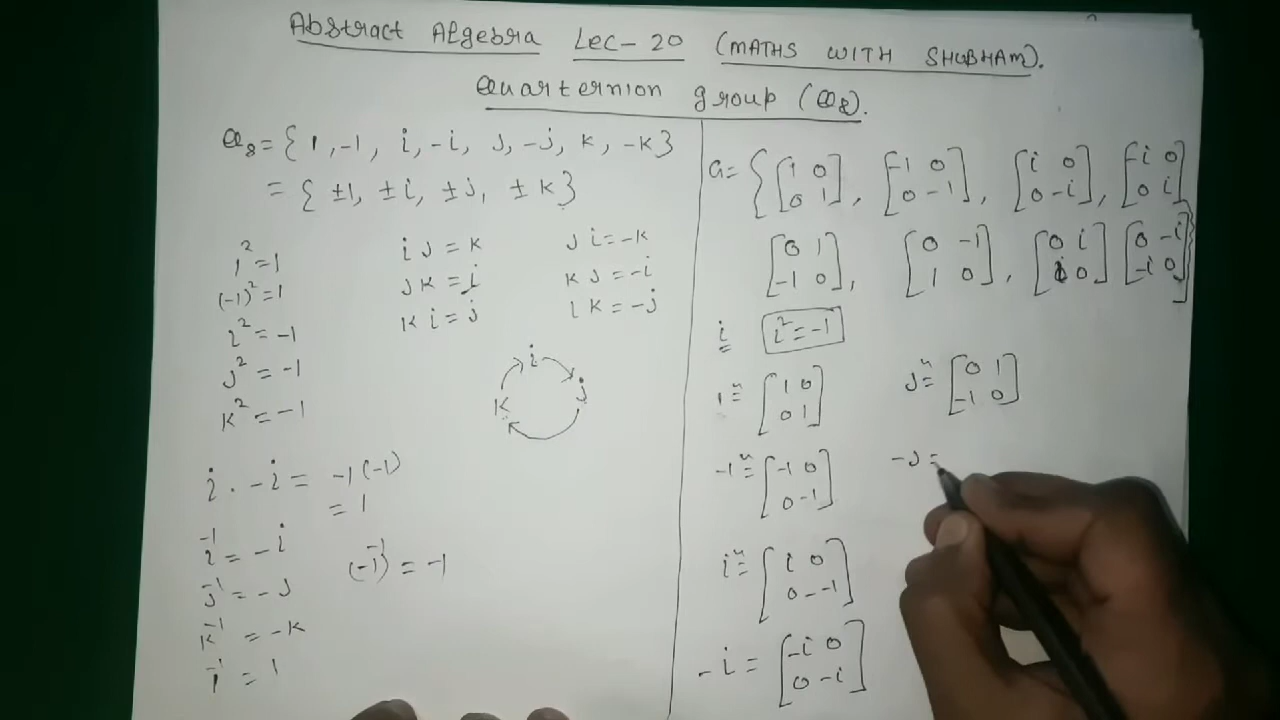 Abstract Algebra Lec-20 (MATHS WITH SHUBHAM).
Quarternion group (Q8).
Q8 = {1, -1, i, -i, j, -j, k, -k}
= {±1, ±i, ±j, ±k}
1² = 1
(-1)² = 1
i² = -1
j² = -1
k² = -1
ij = k
jk = i
ki = j
ji = -k
kj = -i
ik = -j
i
j
k
i . -i = -1(-1)
= 1
i⁻¹ = -i
j⁻¹ = -j
k⁻¹ = -k
1⁻¹ = 1
(-1)⁻¹ = -1
G = { [1 0; 0 1], [-1 0; 0 -1], [i 0; 0 -i], [-i 0; 0 i]
[0 1; -1 0], [0 -1; 1 0], [0 i; i 0] [0 -i; -i 0] }
i i² = -1
1 ≅ [1 0; 0 1]
-1 ≅ [-1 0; 0 -1]
i ≅ [i 0; 0 -1]
-i = [-i 0; 0 -i]
j ≅ [0 1; -1 0]
-j =